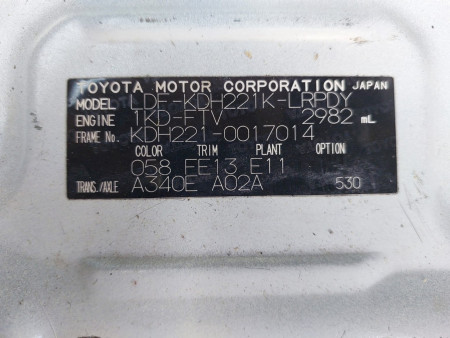 TOYOTA MOTOR CORPORATION JAPAN
MODEL LDF-KDH221K-LRPDY
ENGINE 1KD-FTV 2982 mL
FRAME No. KDH221-0017014
COLOR TRIM PLANT OPTION
058 FE13 E11
TRANS./AXLE A340E A02A 530